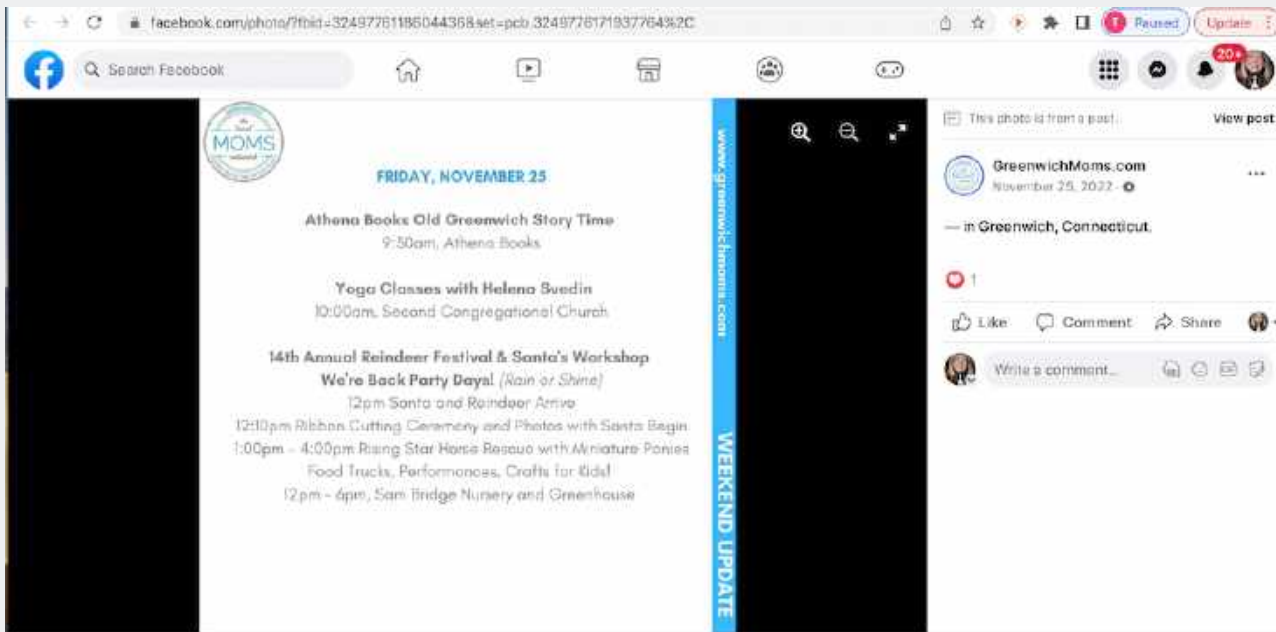 facebook.com/photo/?fbid=3249776118604436&set=pcb.3249776171937764%2C
Paused
Update
Search Facebook
20+
the local
MOMS
network
FRIDAY, NOVEMBER 25
Athena Books Old Greenwich Story Time
9:50am, Athena Books
Yoga Classes with Helena Svedin
10:00am, Second Congregational Church
14th Annual Reindeer Festival & Santa's Workshop
We're Back Party Days! (Rain or Shine)
12pm Santa and Reindeer Arrive
12:10pm Ribbon Cutting Ceremony and Photos with Santa Begin
1:00pm - 4:00pm Rising Star Horse Rescue with Miniature Ponies
Food Trucks, Performances, Crafts for Kids!
12pm - 6pm, Sam Bridge Nursery and Greenhouse
www.greenwichmoms.com
WEEKEND UPDATE
This photo is from a post.
View post
GreenwichMoms.com
November 25, 2022
— in Greenwich, Connecticut.
1
Like
Comment
Share
Write a comment...